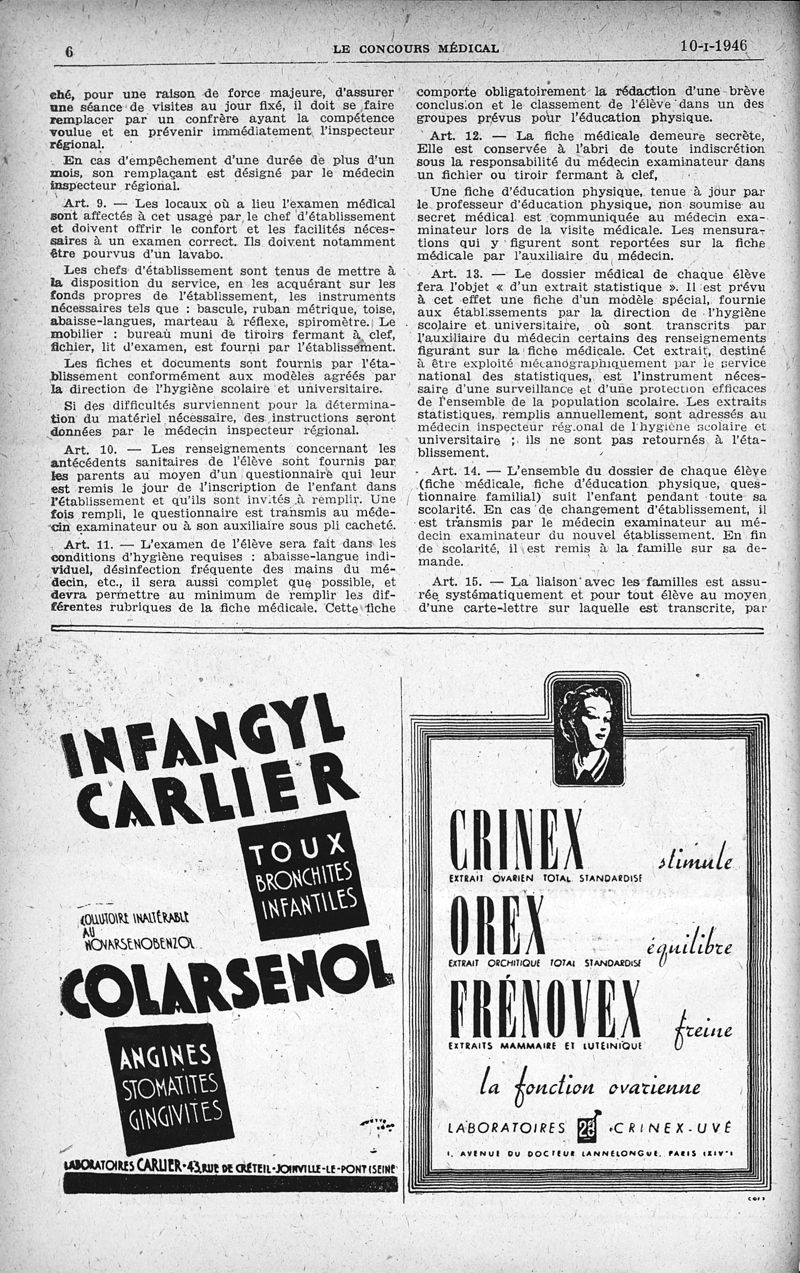 6
LE CONCOURS MÉDICAL
10-I-1946
ché, pour une raison de force majeure, d'assurer
une séance de visites au jour fixé, il doit se faire
remplacer par un confrère ayant la compétence
voulue et en prévenir immédiatement l'inspecteur
régional.
En cas d'empêchement d'une durée de plus d'un
mois, son remplaçant est désigné par le médecin
inspecteur régional.
Art. 9. — Les locaux où a lieu l'examen médical
sont affectés à cet usage par le chef d'établissement
et doivent offrir le confort et les facilités néces-
saires à un examen correct. Ils doivent notamment
être pourvus d'un lavabo.
Les chefs d'établissement sont tenus de mettre à
la disposition du service, en les acquérant sur les
fonds propres de l'établissement, les instruments
nécessaires tels que : bascule, ruban métrique, toise,
abaisse-langues, marteau à réflexe, spiromètre. Le
mobilier : bureau muni de tiroirs fermant à clef,
fichier, lit d'examen, est fourni par l'établissement.
Les fiches et documents sont fournis par l'éta-
blissement conformément aux modèles agréés par
la direction de l'hygiène scolaire et universitaire.
Si des difficultés surviennent pour la détermina-
tion du matériel nécessaire, des instructions seront
données par le médecin inspecteur régional.
Art. 10. — Les renseignements concernant les
antécédents sanitaires de l'élève sont fournis par
les parents au moyen d'un questionnaire qui leur
est remis le jour de l'inscription de l'enfant dans
l'établissement et qu'ils sont invités à remplir. Une
fois rempli, le questionnaire est transmis au méde-
cin examinateur ou à son auxiliaire sous pli cacheté.
Art. 11. — L'examen de l'élève sera fait dans les
conditions d'hygiène requises : abaisse-langue indi-
viduel, désinfection fréquente des mains du mé-
decin, etc., il sera aussi complet que possible, et
devra permettre au minimum de remplir les dif-
férentes rubriques de la fiche médicale. Cette fiche
comporte obligatoirement la rédaction d'une brève
conclusion et le classement de l'élève dans un des
groupes prévus pour l'éducation physique.
Art. 12. — La fiche médicale demeure secrète,
Elle est conservée à l'abri de toute indiscrétion
sous la responsabilité du médecin examinateur dans
un fichier ou tiroir fermant à clef,
Une fiche d'éducation physique, tenue à jour par
le professeur d'éducation physique, non soumise au
secret médical est communiquée au médecin exa-
minateur lors de la visite médicale. Les mensura-
tions qui y figurent sont reportées sur la fiche
médicale par l'auxiliaire du médecin.
Art. 13. — Le dossier médical de chaque élève
fera l'objet « d'un extrait statistique ». Il est prévu
à cet effet une fiche d'un modèle spécial, fournie
aux établissements par la direction de l'hygiène
scolaire et universitaire, où sont transcrits par
l'auxiliaire du médecin certains des renseignements
figurant sur la fiche médicale. Cet extrait, destiné
à être exploité mécanographiquement par le service
national des statistiques, est l'instrument néces-
saire d'une surveillance et d'une protection efficaces
de l'ensemble de la population scolaire. Les extraits
statistiques, remplis annuellement, sont adressés au
médecin inspecteur régional de l'hygiène scolaire et
universitaire ; ils ne sont pas retournés à l'éta-
blissement.
Art. 14. — L'ensemble du dossier de chaque élève
(fiche médicale, fiche d'éducation physique, ques-
tionnaire familial) suit l'enfant pendant toute sa
scolarité. En cas de changement d'établissement, il
est transmis par le médecin examinateur au mé-
decin examinateur du nouvel établissement. En fin
de scolarité, il est remis à la famille sur sa de-
mande.
Art. 15. — La liaison avec les familles est assu-
rée systématiquement et pour tout élève au moyen
d'une carte-lettre sur laquelle est transcrite, par
INFANGYL
CARLIER
TOUX
BRONCHITES
INFANTILES
COLLUTOIRE INALTÉRABLE
AU
NOVARSENOBENZOL
COLARSENOL
ANGINES
STOMATITES
GINGIVITES
LABORATOIRES CARLIER - 43, RUE DE CRÉTEIL - JOINVILLE-LE-PONT (SEINE
CRINEX stimule
EXTRAIT OVARIEN TOTAL STANDARDISÉ
OREX équilibre
EXTRAIT ORCHITIQUE TOTAL STANDARDISÉ
FRÉNOVEX freine
EXTRAITS MAMMAIRE ET LUTÉINIQUE
la fonction ovarienne
LABORATOIRES CRINEX-UVÉ
1, AVENUE DU DOCTEUR LANNELONGUE, PARIS (XIV°)